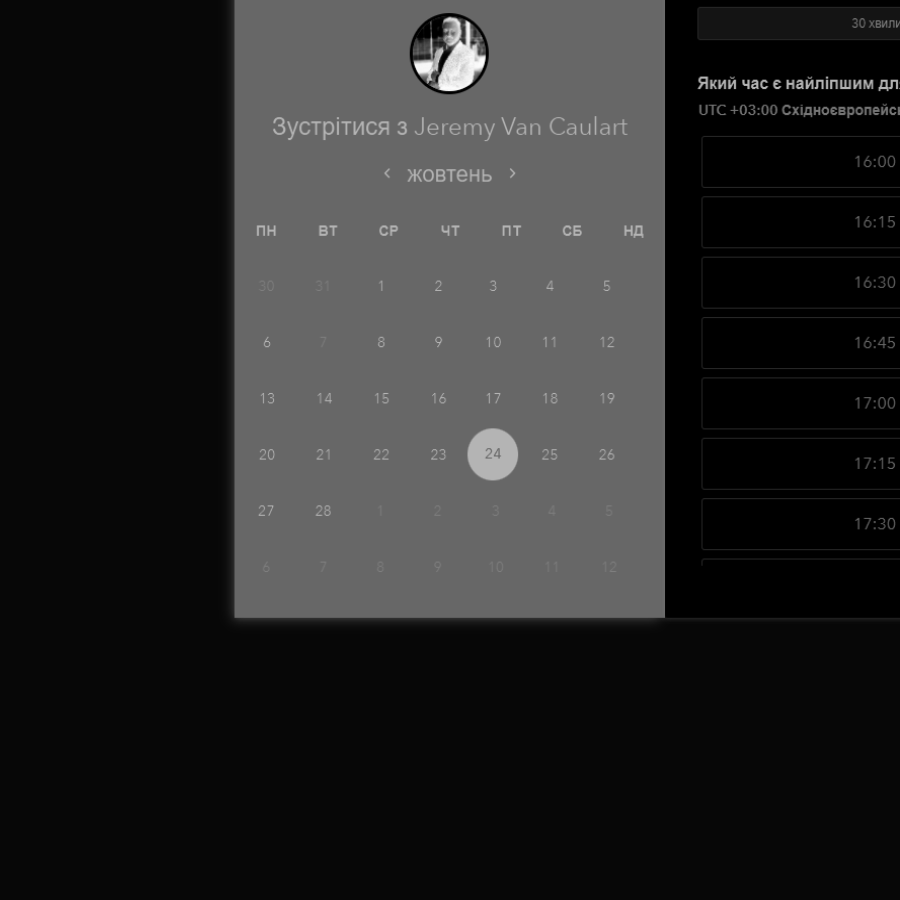 Зустрітися з Jeremy Van Caulart
жовтень
ПН ВТ СР ЧТ ПТ СБ НД
30 31 1 2 3 4 5
6 7 8 9 10 11 12
13 14 15 16 17 18 19
20 21 22 23 24 25 26
27 28 1 2 3 4 5
6 7 8 9 10 11 12
30 хвили
Який час є найліпшим дл
UTC +03:00 Східноєвропейс
16:00
16:15
16:30
16:45
17:00
17:15
17:30